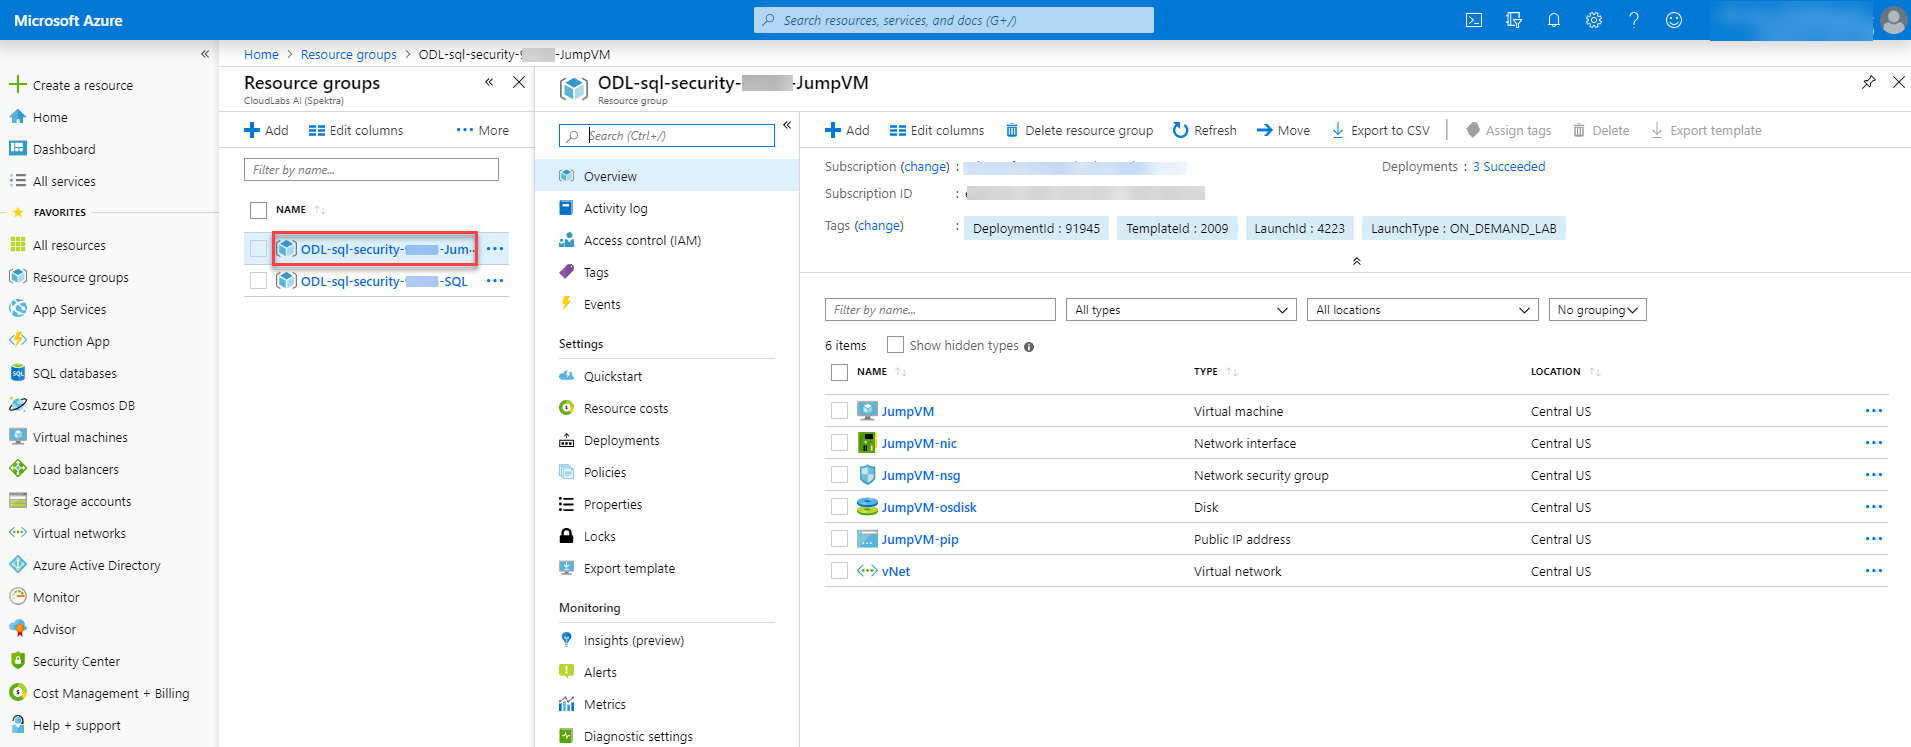 Microsoft Azure
Search resources, services, and docs (G+/)
Home > Resource groups > ODL-sql-security- -JumpVM
Create a resource
Home
Dashboard
All services
FAVORITES
All resources
Resource groups
App Services
Function App
SQL databases
Azure Cosmos DB
Virtual machines
Load balancers
Storage accounts
Virtual networks
Azure Active Directory
Monitor
Advisor
Security Center
Cost Management + Billing
Help + support
Resource groups
CloudLabs AI (Spektra)
Add Edit columns More
Filter by name...
NAME
ODL-sql-security- -Jum...
ODL-sql-security- -SQL
ODL-sql-security- -JumpVM
Resource group
Search (Ctrl+/)
Overview
Activity log
Access control (IAM)
Tags
Events
Settings
Quickstart
Resource costs
Deployments
Policies
Properties
Locks
Export template
Monitoring
Insights (preview)
Alerts
Metrics
Diagnostic settings
Add Edit columns Delete resource group Refresh Move Export to CSV Assign tags Delete Export template
Subscription (change) : Deployments : 3 Succeeded
Subscription ID :
Tags (change) : DeploymentId : 91945 TemplateId : 2009 LaunchId : 4223 LaunchType : ON_DEMAND_LAB
Filter by name... All types All locations No grouping
6 items Show hidden types
NAME TYPE LOCATION
JumpVM Virtual machine Central US
JumpVM-nic Network interface Central US
JumpVM-nsg Network security group Central US
JumpVM-osdisk Disk Central US
JumpVM-pip Public IP address Central US
vNet Virtual network Central US